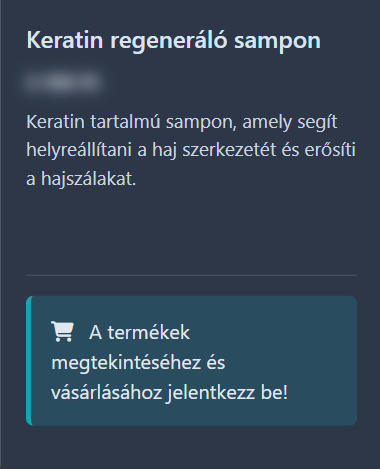 Keratin regeneráló sampon
Keratin tartalmú sampon, amely segít
helyreállítani a haj szerkezetét és erősíti
a hajszálakat.
A termékek
megtekintéséhez és
vásárlásához jelentkezz be!